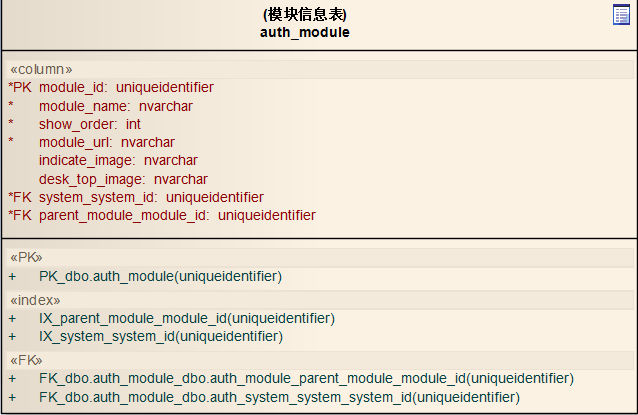 (模块信息表)
auth_module
«column»
*PK module_id: uniqueidentifier
* module_name: nvarchar
* show_order: int
* module_url: nvarchar
indicate_image: nvarchar
desk_top_image: nvarchar
*FK system_system_id: uniqueidentifier
*FK parent_module_module_id: uniqueidentifier
«PK»
+ PK_dbo.auth_module(uniqueidentifier)
«index»
+ IX_parent_module_module_id(uniqueidentifier)
+ IX_system_system_id(uniqueidentifier)
«FK»
+ FK_dbo.auth_module_dbo.auth_module_parent_module_module_id(uniqueidentifier)
+ FK_dbo.auth_module_dbo.auth_system_system_system_id(uniqueidentifier)